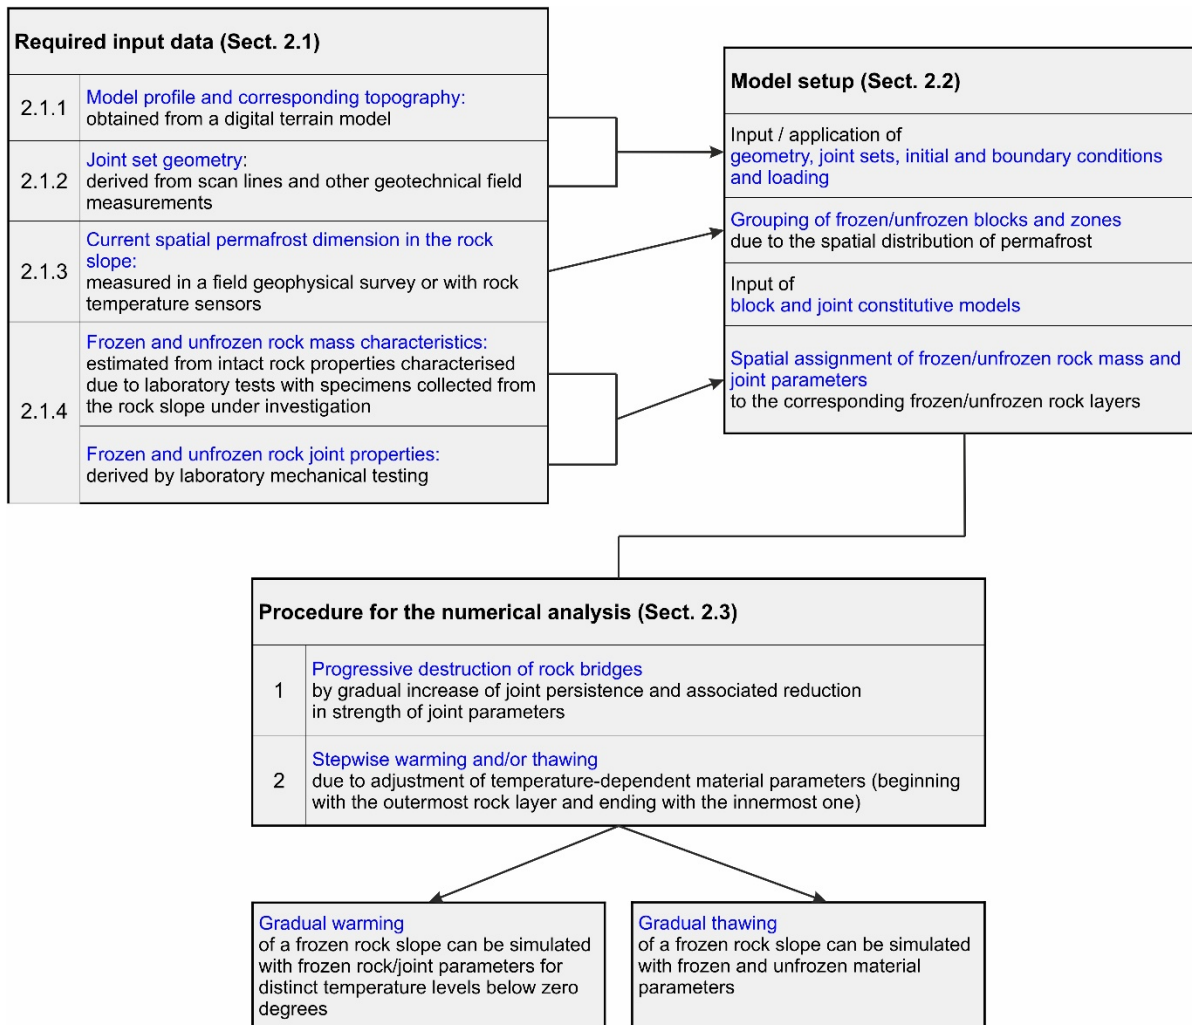 Required input data (Sect. 2.1)
2.1.1
Model profile and corresponding topography:
obtained from a digital terrain model
2.1.2
Joint set geometry:
derived from scan lines and other geotechnical field
measurements
2.1.3
Current spatial permafrost dimension in the rock
slope:
measured in a field geophysical survey or with rock
temperature sensors
2.1.4
Frozen and unfrozen rock mass characteristics:
estimated from intact rock properties characterised
due to laboratory tests with specimens collected from
the rock slope under investigation
Frozen and unfrozen rock joint properties:
derived by laboratory mechanical testing
Model setup (Sect. 2.2)
Input / application of
geometry, joint sets, initial and boundary conditions
and loading
Grouping of frozen/unfrozen blocks and zones
due to the spatial distribution of permafrost
Input of
block and joint constitutive models
Spatial assignment of frozen/unfrozen rock mass and
joint parameters
to the corresponding frozen/unfrozen rock layers
Procedure for the numerical analysis (Sect. 2.3)
1
Progressive destruction of rock bridges
by gradual increase of joint persistence and associated reduction
in strength of joint parameters
2
Stepwise warming and/or thawing
due to adjustment of temperature-dependent material parameters (beginning
with the outermost rock layer and ending with the innermost one)
Gradual warming
of a frozen rock slope can be simulated
with frozen rock/joint parameters for
distinct temperature levels below zero
degrees
Gradual thawing
of a frozen rock slope can be simulated
with frozen and unfrozen material
parameters